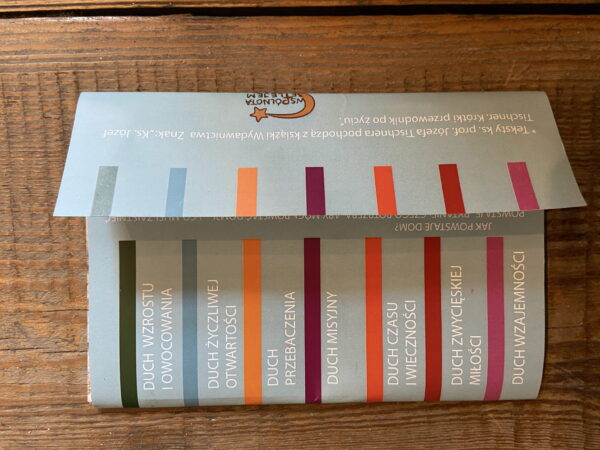 WSPÓLNOTA
BETLEJEM
* Teksty ks. prof. Józefa Tischnera pochodzą z książki Wydawnictwa Znak: „Ks. Józef
Tischner. Krótki przewodnik po życiu”.
JAK POWSTAJE DOM?
DUCH WZROSTU
I OWOCOWANIA
DUCH ŻYCZLIWEJ
OTWARTOŚCI
DUCH
PRZEBACZENIA
DUCH MISYJNY
DUCH CZASU
I WIECZNOŚCI
DUCH ZWYCIĘSKIEJ
MIŁOŚCI
DUCH WZAJEMNOŚCI